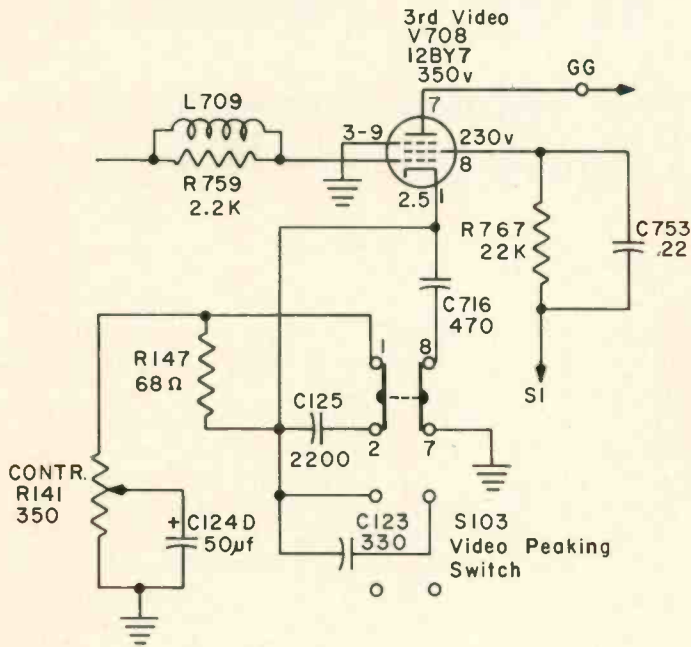 3rd Video
V708
12BY7
350v
GG
7
L709
3-9
230v
8
R759
2.2K
2.5
1
R767
22K
C753
.22
C716
470
R147
68Ω
1
8
S1
C125
2200
2
7
CONTR.
R141
350
+
C124D
50µf
C123
330
S103
Video Peaking
Switch